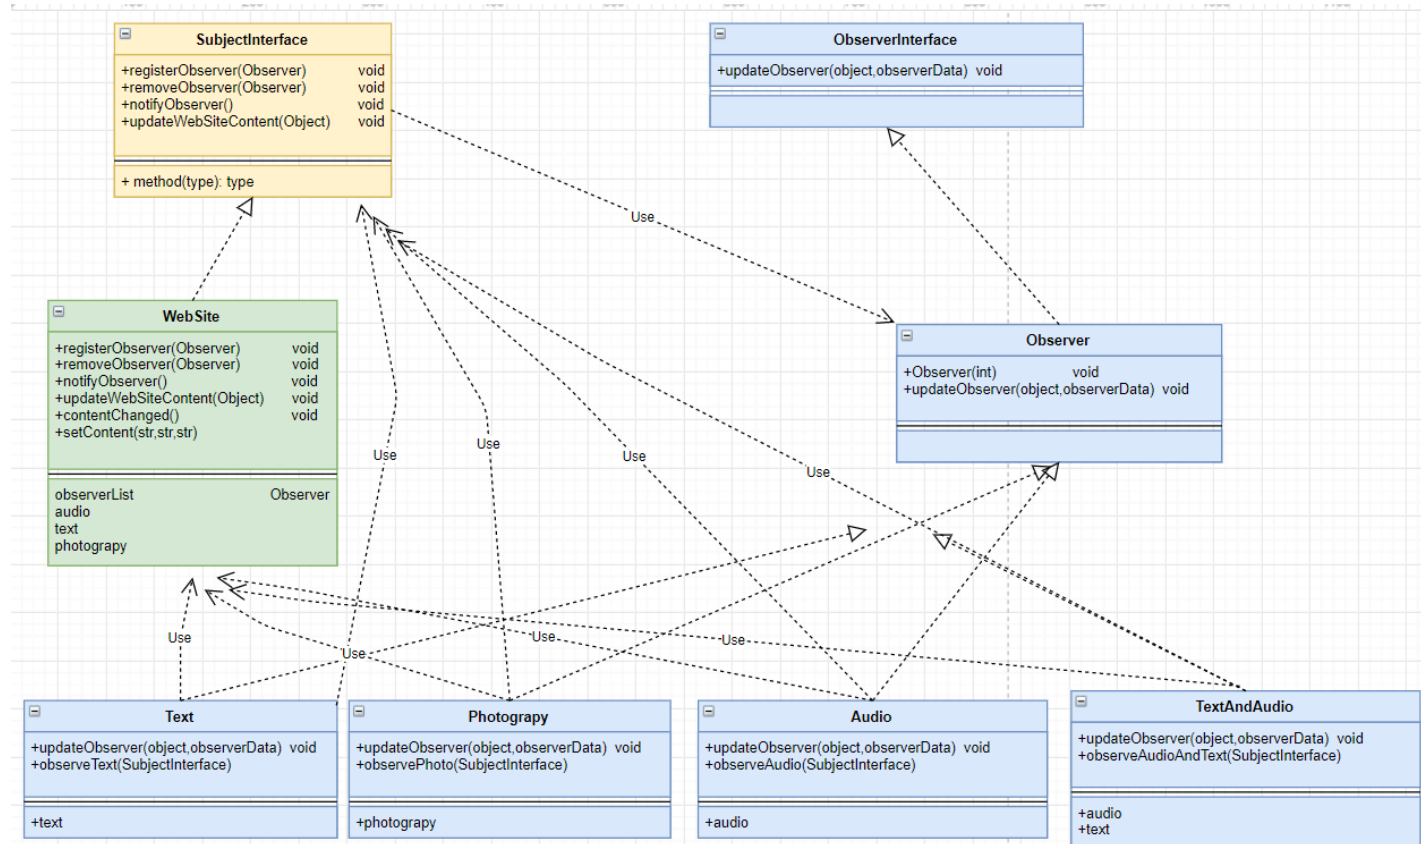 SubjectInterface
+registerObserver(Observer) void
+removeObserver(Observer) void
+notifyObserver() void
+updateWebSiteContent(Object) void
+ method(type): type
ObserverInterface
+updateObserver(object,observerData) void
Use
WebSite
+registerObserver(Observer) void
+removeObserver(Observer) void
+notifyObserver() void
+updateWebSiteContent(Object) void
+contentChanged() void
+setContent(str,str,str)
observerList Observer
audio
text
photograpy
Observer
+Observer(int) void
+updateObserver(object,observerData) void
Use
Use
Use
Use
Use
Use
Use
Use
Text
+updateObserver(object,observerData) void
+observeText(SubjectInterface)
+text
Photograpy
+updateObserver(object,observerData) void
+observePhoto(SubjectInterface)
+photograpy
Audio
+updateObserver(object,observerData) void
+observeAudio(SubjectInterface)
+audio
TextAndAudio
+updateObserver(object,observerData) void
+observeAudioAndText(SubjectInterface)
+audio
+text